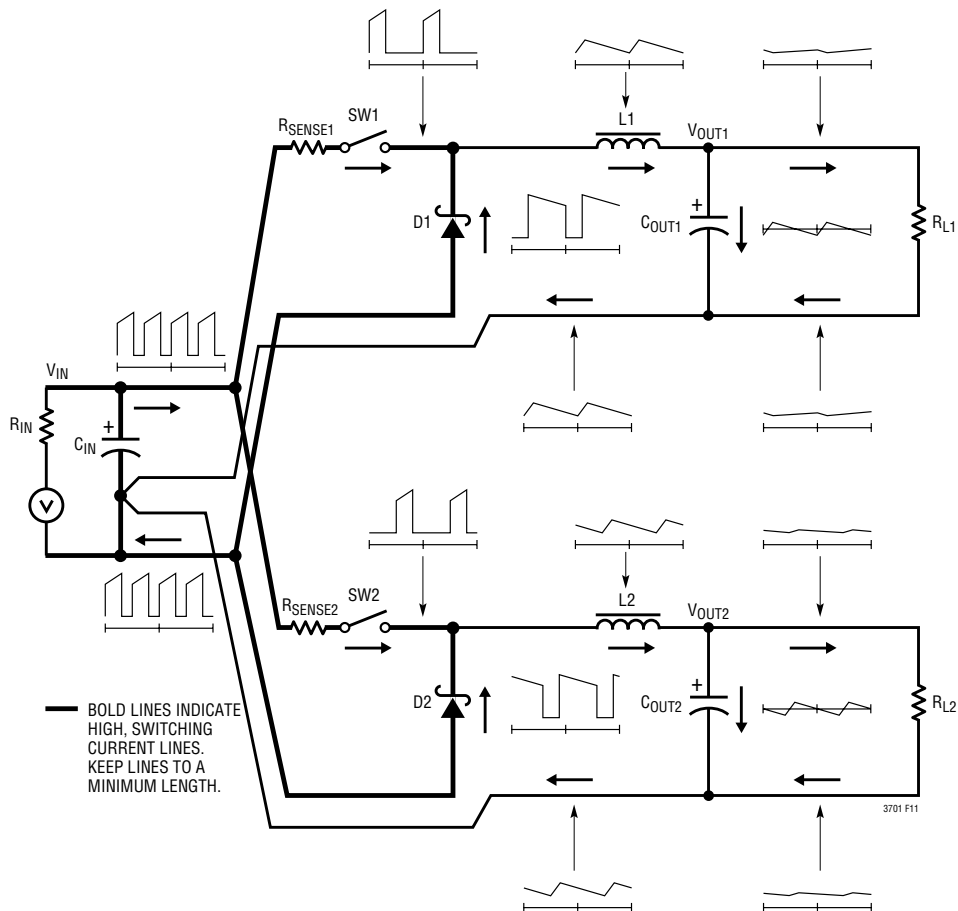 SW1
RSENSE1
L1
VOUT1
D1
+
COUT1
RL1
VIN
RIN
+
CIN
V
SW2
RSENSE2
L2
VOUT2
D2
+
COUT2
RL2
BOLD LINES INDICATE
HIGH, SWITCHING
CURRENT LINES.
KEEP LINES TO A
MINIMUM LENGTH.
3701 F11